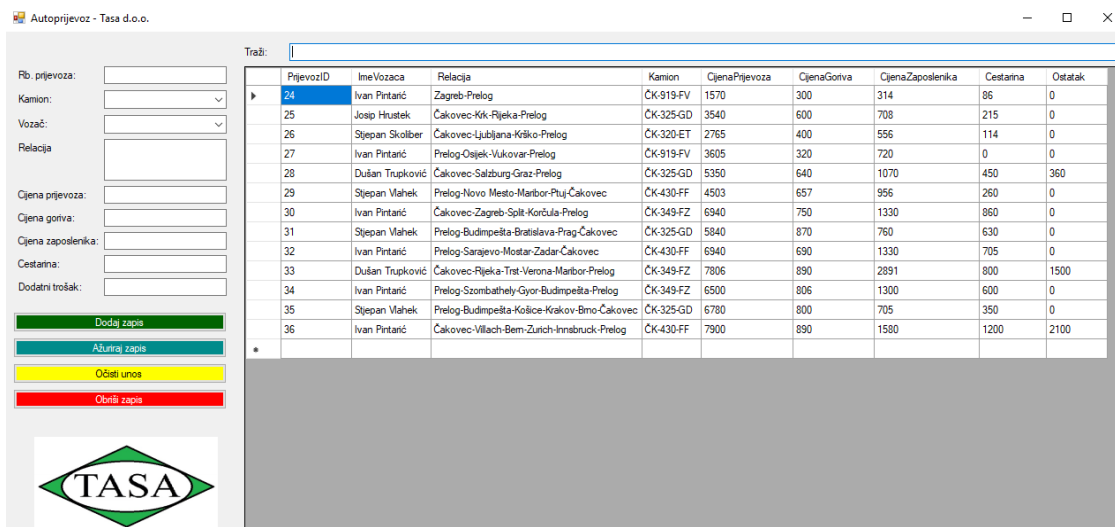 Autoprijevoz - Tasa d.o.o.
Traži:
Rb. prijevoza:
Kamion:
Vozač:
Relacija
Cijena prijevoza:
Cijena goriva:
Cijena zaposlenika:
Cestarina:
Dodatni trošak:
Dodaj zapis
Ažuriraj zapis
Očisti unos
Obriši zapis
TASA
PrijevozID ImeVozaca Relacija Kamion CijenaPrijevoza CijenaGoriva CijenaZaposlenika Cestarina Ostatak
24 Ivan Pintarić Zagreb-Prelog ČK-919-FV 1570 300 314 86 0
25 Josip Hrustek Čakovec-Krk-Rijeka-Prelog ČK-325-GD 3540 600 708 215 0
26 Stjepan Skoliber Čakovec-Ljubljana-Krško-Prelog ČK-320-ET 2765 400 556 114 0
27 Ivan Pintarić Prelog-Osijek-Vukovar-Prelog ČK-919-FV 3605 320 720 0 0
28 Dušan Trupković Čakovec-Salzburg-Graz-Prelog ČK-325-GD 5350 640 1070 450 360
29 Stjepan Vlahek Prelog-Novo Mesto-Maribor-Ptuj-Čakovec ČK-430-FF 4503 657 956 260 0
30 Ivan Pintarić Čakovec-Zagreb-Split-Korčula-Prelog ČK-349-FZ 6940 750 1330 860 0
31 Stjepan Vlahek Prelog-Budimpešta-Bratislava-Prag-Čakovec ČK-325-GD 5840 870 760 630 0
32 Ivan Pintarić Prelog-Sarajevo-Mostar-Zadar-Čakovec ČK-430-FF 6940 690 1330 705 0
33 Dušan Trupković Čakovec-Rijeka-Trst-Verona-Maribor-Prelog ČK-349-FZ 7806 890 2891 800 1500
34 Ivan Pintarić Prelog-Szombathely-Gyor-Budimpešta-Prelog ČK-349-FZ 6500 806 1300 600 0
35 Stjepan Vlahek Prelog-Budimpešta-Košice-Krakov-Brno-Čakovec ČK-325-GD 6780 800 705 350 0
36 Ivan Pintarić Čakovec-Villach-Bern-Zurich-Innsbruck-Prelog ČK-430-FF 7900 890 1580 1200 2100